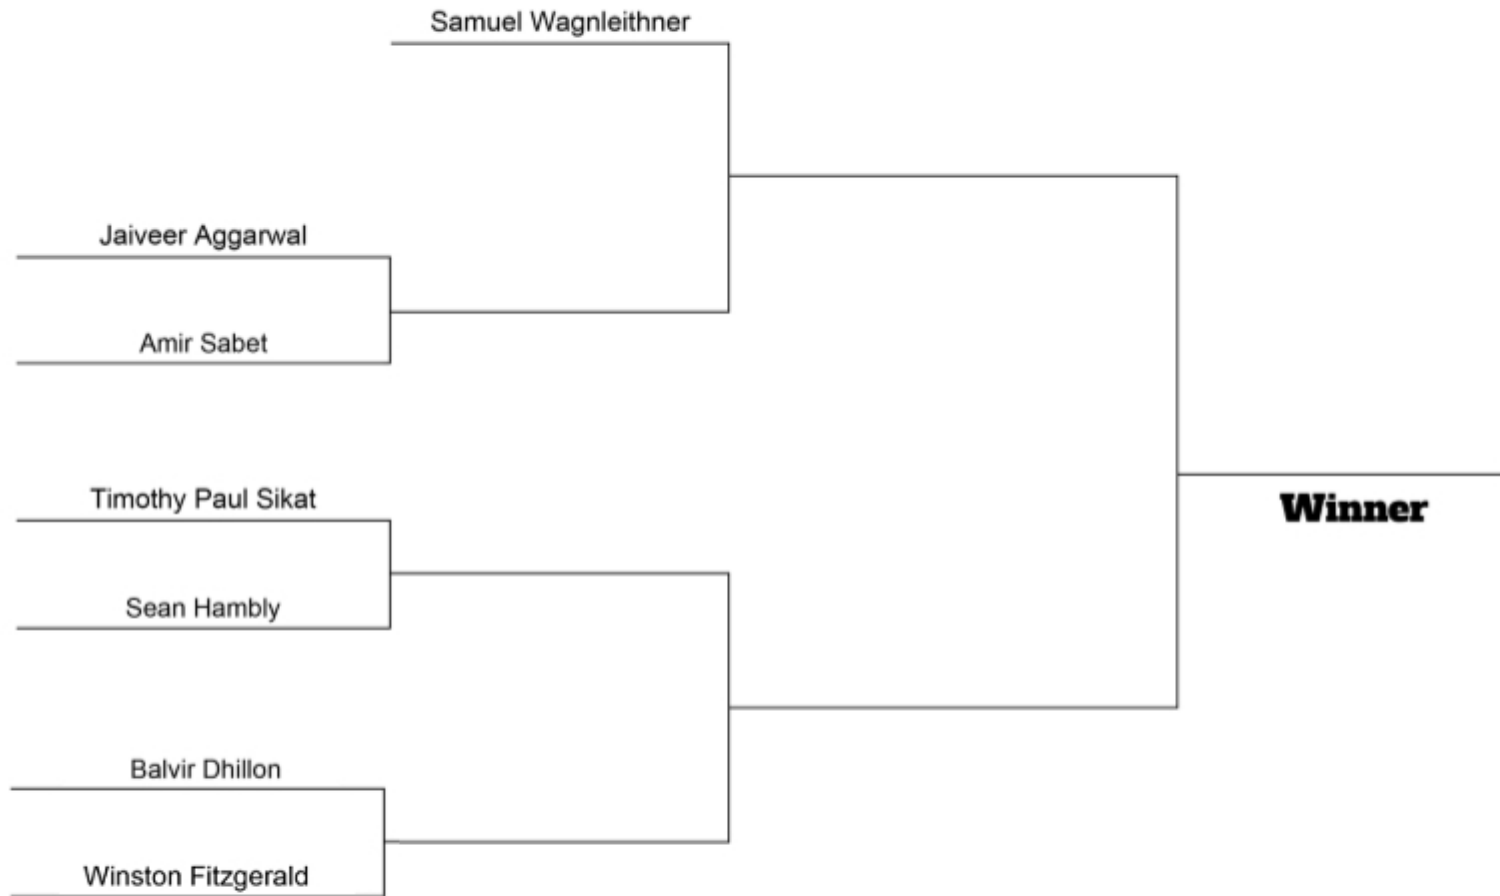 Samuel Wagnleithner
Jaiveer Aggarwal
Amir Sabet
Timothy Paul Sikat
Sean Hambly
Winner
Balvir Dhillon
Winston Fitzgerald